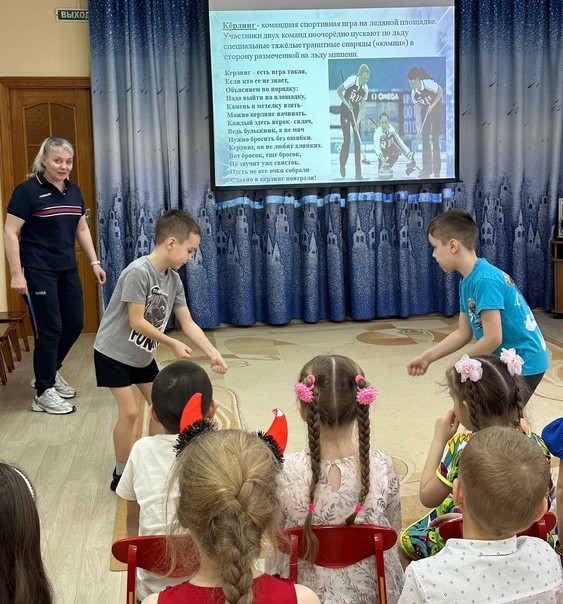 ВЫХОД
Кёрлинг - командная спортивная игра на ледяной площадке.
Участники двух команд поочерёдно пускают по льду
специальные тяжёлые гранитные снаряды («камни») в
сторону размеченной на льду мишени.
Керлинг - есть игра такая,
Если кто ее не знает,
Объясняем по порядку:
Надо выйти на площадку,
Камень и метелку взять-
Можно керлинг начинать.
Каждый здесь игрок- силач,
Ведь булыжник, а не мяч
Нужно бросить без ошибки.
Керлинг, он не любит хлипких.
Вот бросок, еще бросок,
Но звучит уже свисток.
Пусть не все очки собрали
Славно в керлинг поиграли!
Ω OMEGA
PUN